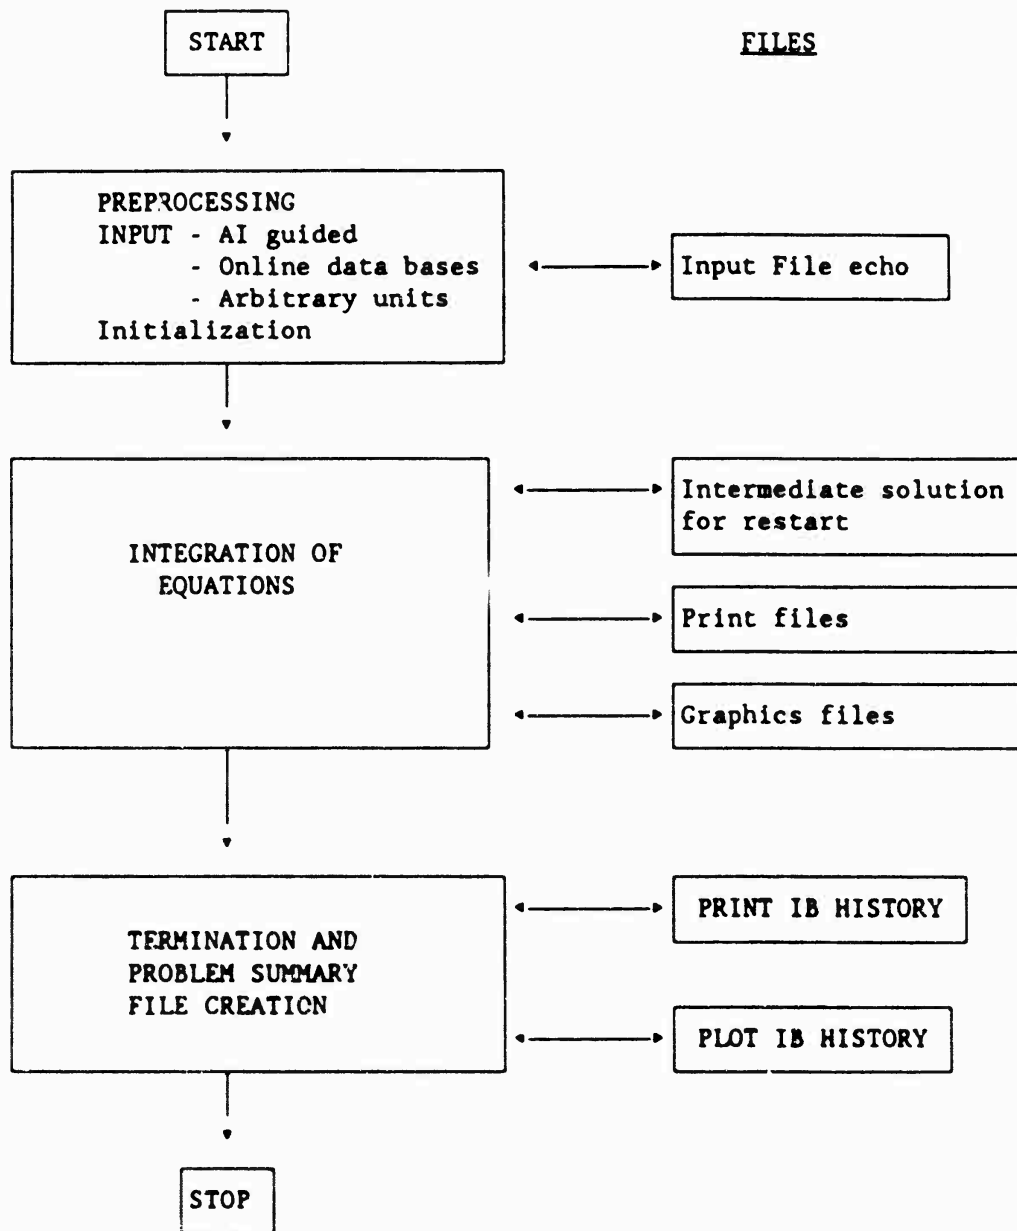 START
FILES
PREPROCESSING
INPUT - AI guided
- Online data bases
- Arbitrary units
Initialization
Input File echo
INTEGRATION OF
EQUATIONS
Intermediate solution
for restart
Print files
Graphics files
TERMINATION AND
PROBLEM SUMMARY
FILE CREATION
PRINT IB HISTORY
PLOT IB HISTORY
STOP